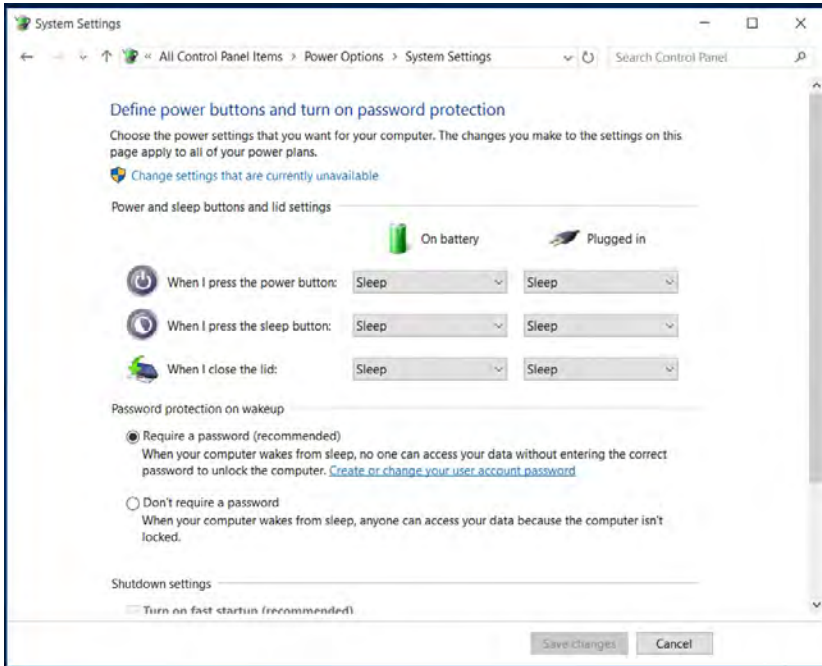 System Settings
« All Control Panel Items > Power Options > System Settings
Search Control Panel
Define power buttons and turn on password protection
Choose the power settings that you want for your computer. The changes you make to the settings on this
page apply to all of your power plans.
Change settings that are currently unavailable
Power and sleep buttons and lid settings
On battery Plugged in
When I press the power button: Sleep Sleep
When I press the sleep button: Sleep Sleep
When I close the lid: Sleep Sleep
Password protection on wakeup
Require a password (recommended)
When your computer wakes from sleep, no one can access your data without entering the correct
password to unlock the computer. Create or change your user account password
Don't require a password
When your computer wakes from sleep, anyone can access your data because the computer isn't
locked.
Shutdown settings
Turn on fast startup (recommended)
Save changes Cancel